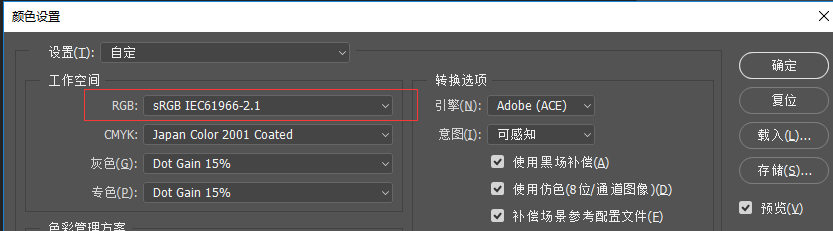 颜色设置
设置(T): 自定
工作空间
RGB: sRGB IEC61966-2.1
CMYK: Japan Color 2001 Coated
灰色(G): Dot Gain 15%
专色(P): Dot Gain 15%
色彩管理方案
转换选项
引擎(N): Adobe (ACE)
意图(I): 可感知
使用黑场补偿(A)
使用仿色(8位/通道图像)(D)
补偿场景参考配置文件(E)
确定
复位
载入(L)...
存储(S)...
预览(V)